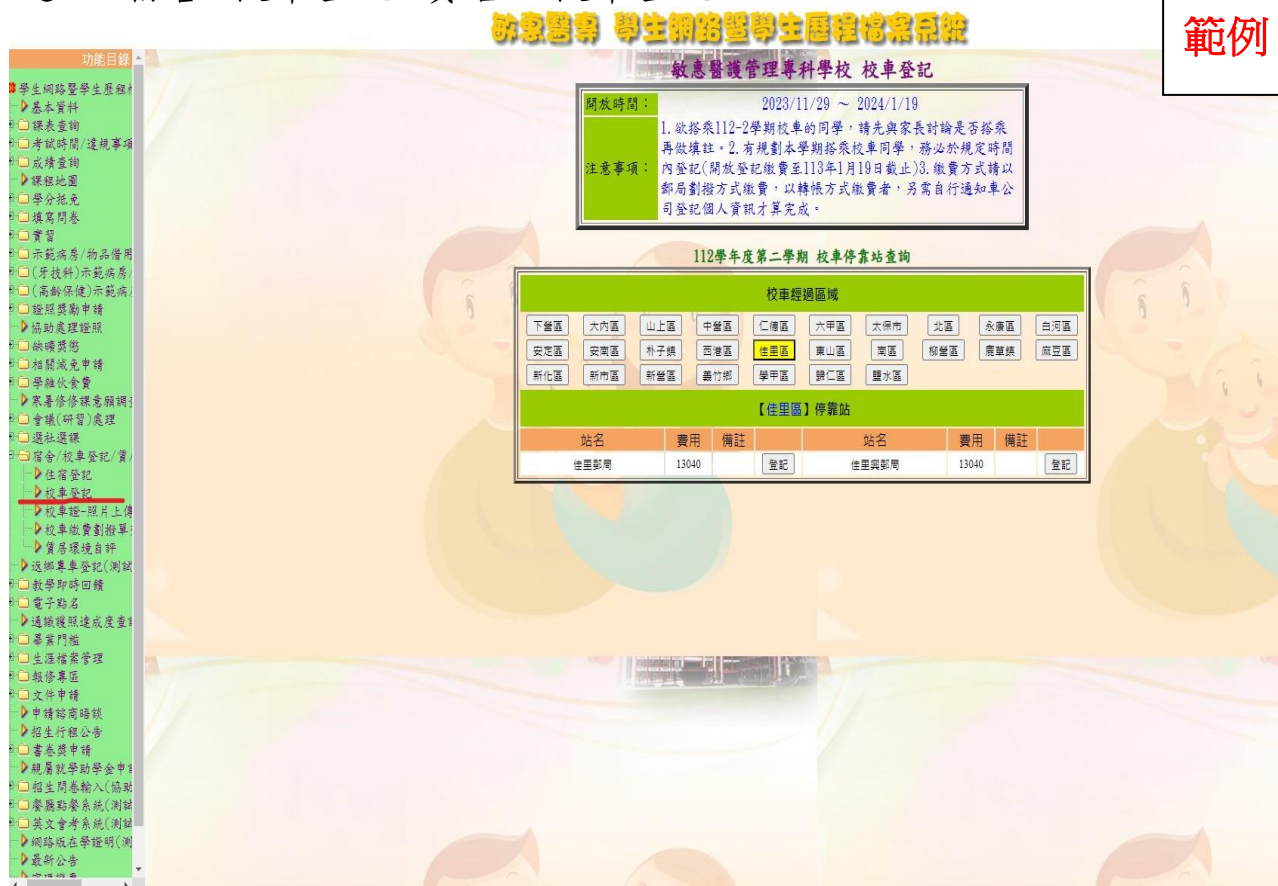 敏惠醫專 學生網路暨學生歷程檔案系統
範例
功能目錄
學生網路暨學生歷程
基本資料
課表查詢
考試時間/違規事項
成績查詢
課程地圖
學分抵免
填寫問卷
實習
示範病房/物品借用
(牙技科)示範病房/
(高齡保健)示範病
證照獎勵申請
協助處理證照
缺曠獎懲
相關減免申請
學雜伙食費
寒暑修修課意願調
會議(研習)處理
選社選課
宿舍/校車登記/賃
住宿登記
校車登記
校車證-照片上傳
校車繳費劃撥單
賃居環境自評
返鄉專車登記(測試
教學即時回饋
電子點名
通識護照達成度查
畢業門檻
生涯檔案管理
報修專區
文件申請
申請諮商晤談
招生行程公告
書卷獎申請
親屬就學助學金申
招生問卷輸入(協助
餐廳點餐系統(測試
英文會考系統(測試
網路版在學證明(測
最新公告
敏惠醫護管理專科學校 校車登記
開放時間： 2023/11/29 ～ 2024/1/19
注意事項： 1.欲搭乘112-2學期校車的同學，請先與家長討論是否搭乘
再做填註。2.有規劃本學期搭乘校車同學，務必於規定時間
內登記(開放登記繳費至113年1月19日截止)3.繳費方式請以
郵局劃撥方式繳費，以轉帳方式繳費者，另需自行通知車公
司登記個人資訊才算完成。
112學年度第二學期 校車停靠站查詢
校車經過區域
下營區 大內區 山上區 中營區 仁德區 六甲區 太保市 北區 永康區 白河區
安定區 安南區 朴子鎮 西港區 佳里區 東山區 南區 柳營區 鹿草鎮 麻豆區
新化區 新市區 新營區 義竹鄉 學甲區 歸仁區 鹽水區
【佳里區】停靠站
站名 費用 備註 站名 費用 備註
佳里郵局 13040 登記 佳里興郵局 13040 登記